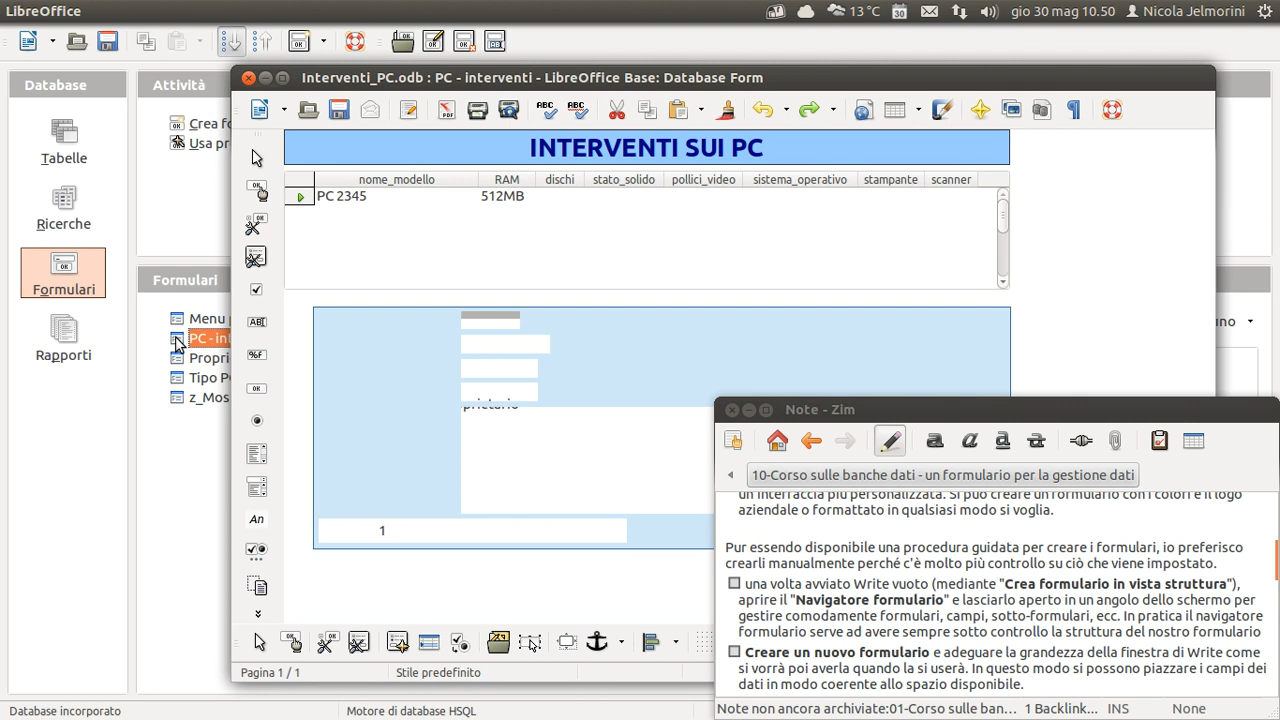 LibreOffice
13 °C
gio 30 mag 10.50
Nicola Jelmorini
Database
Tabelle
Ricerche
Formulari
Rapporti
Attività
Crea fo
Usa pr
Formulari
Menu p
PC - int
Propri
Tipo P
z_Mos
Interventi_PC.odb : PC - interventi - LibreOffice Base: Database Form
INTERVENTI SUI PC
nome_modello RAM dischi stato_solido pollici_video sistema_operativo stampante scanner
PC 2345 512MB
prietario
1
Pagina 1 / 1
Stile predefinito
Note - Zim
10-Corso sulle banche dati - un formulario per la gestione dati
un'interfaccia più personalizzata. Si può creare un formulario con i colori e il logo
aziendale o formattato in qualsiasi modo si voglia.
Pur essendo disponibile una procedura guidata per creare i formulari, io preferisco
crearli manualmente perché c'è molto più controllo su ciò che viene impostato.
una volta avviato Write vuoto (mediante "Crea formulario in vista struttura"),
aprire il "Navigatore formulario" e lasciarlo aperto in un angolo dello schermo per
gestire comodamente formulari, campi, sotto-formulari, ecc. In pratica il navigatore
formulario serve ad avere sempre sotto controllo la struttura del nostro formulario
Creare un nuovo formulario e adeguare la grandezza della finestra di Write come
si vorrà poi averla quando la si userà. In questo modo si possono piazzare i campi dei
dati in modo coerente allo spazio disponibile.
Note non ancora archiviate:01-Corso sulle ban... 1 Backlink... INS None
Database incorporato
Motore di database HSQL